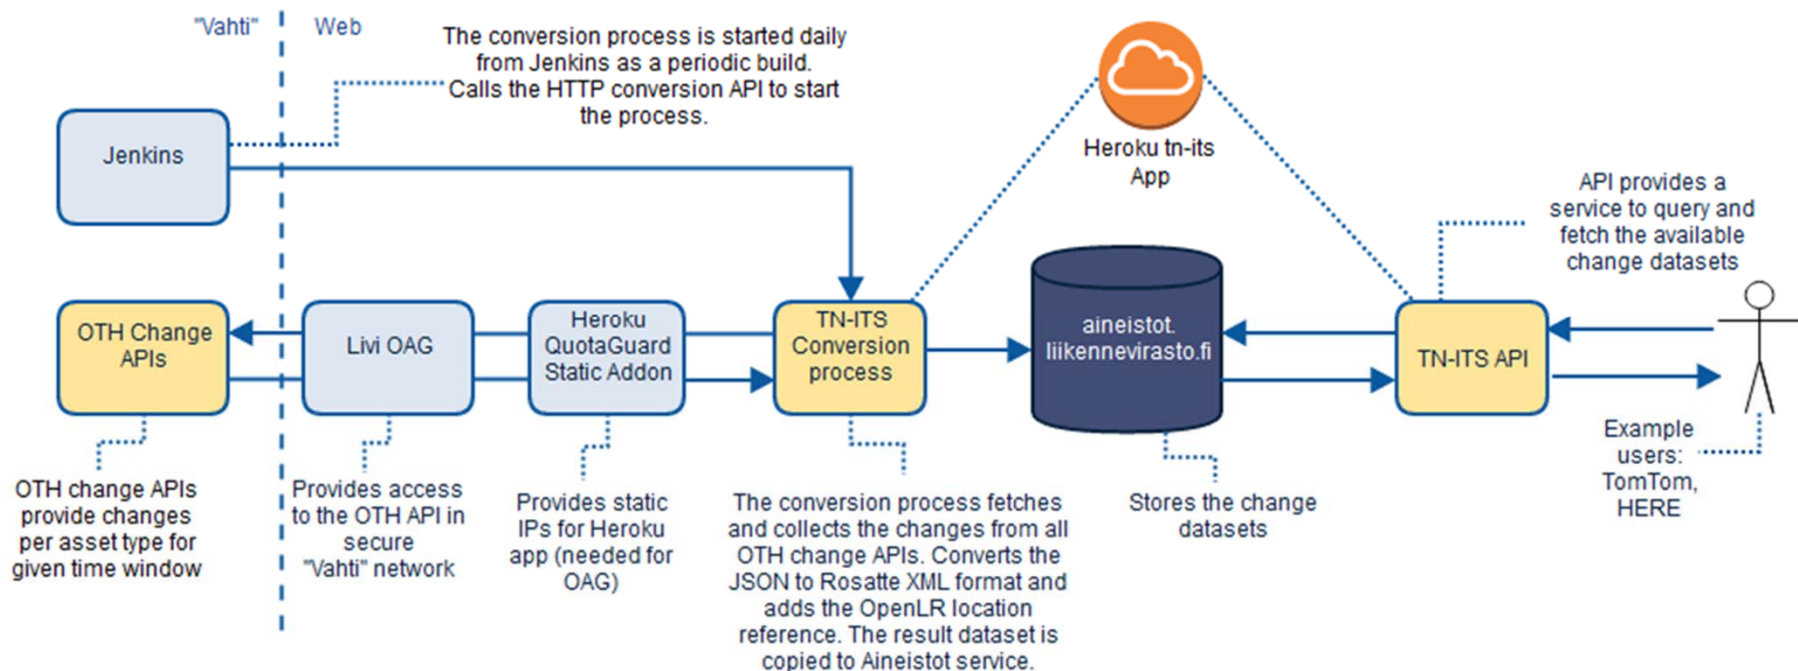 "Vahti"
Web
The conversion process is started daily
from Jenkins as a periodic build.
Calls the HTTP conversion API to start
the process.
Jenkins
Heroku tn-its
App
API provides a
service to query and
fetch the available
change datasets
OTH Change
APIs
Livi OAG
Heroku
QuotaGuard
Static Addon
TN-ITS
Conversion
process
aineistot.
liikennevirasto.fi
TN-ITS API
Example
users:
TomTom,
HERE
OTH change APIs
provide changes
per asset type for
given time window
Provides access
to the OTH API in
secure
"Vahti" network
Provides static
IPs for Heroku
app (needed for
OAG)
The conversion process fetches
and collects the changes from all
OTH change APIs. Converts the
JSON to Rosatte XML format and
adds the OpenLR location
reference. The result dataset is
copied to Aineistot service.
Stores the change
datasets